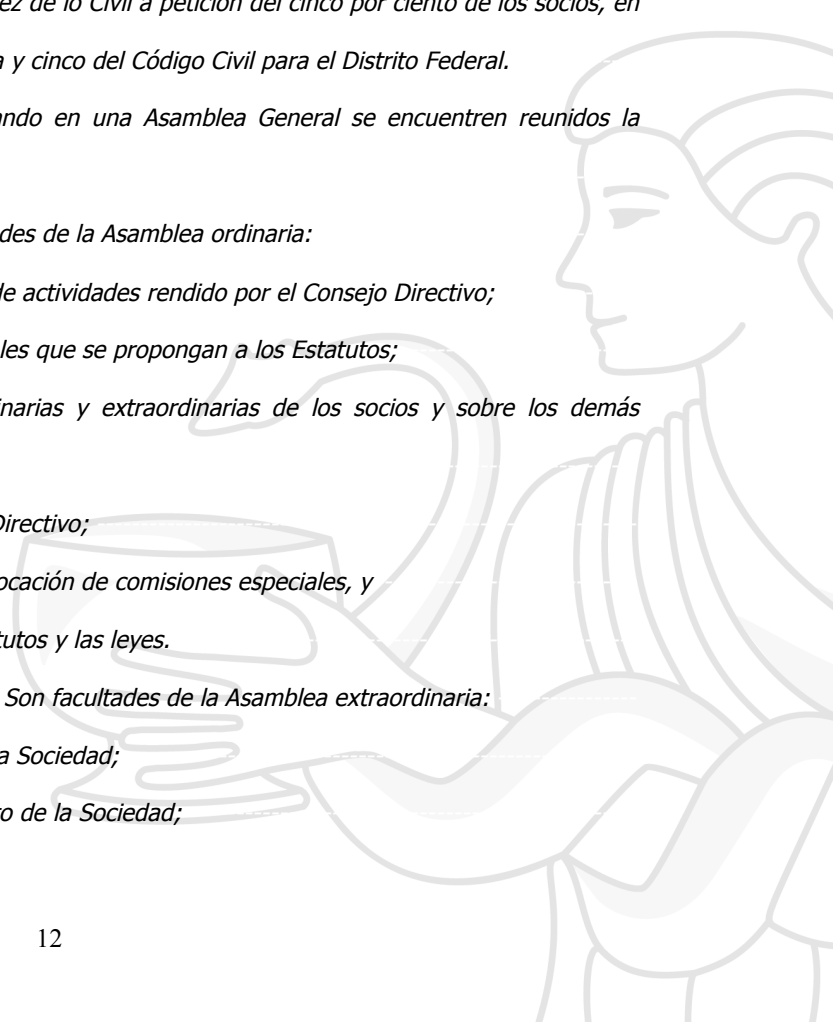 ez de lo Civil a petición del cinco por ciento de los socios, en
a y cinco del Código Civil para el Distrito Federal.
ando en una Asamblea General se encuentren reunidos la
des de la Asamblea ordinaria:
de actividades rendido por el Consejo Directivo;
les que se propongan a los Estatutos;
inarias y extraordinarias de los socios y sobre los demás
Directivo;
ocación de comisiones especiales, y
tutos y las leyes.
Son facultades de la Asamblea extraordinaria:
a Sociedad;
o de la Sociedad;
12